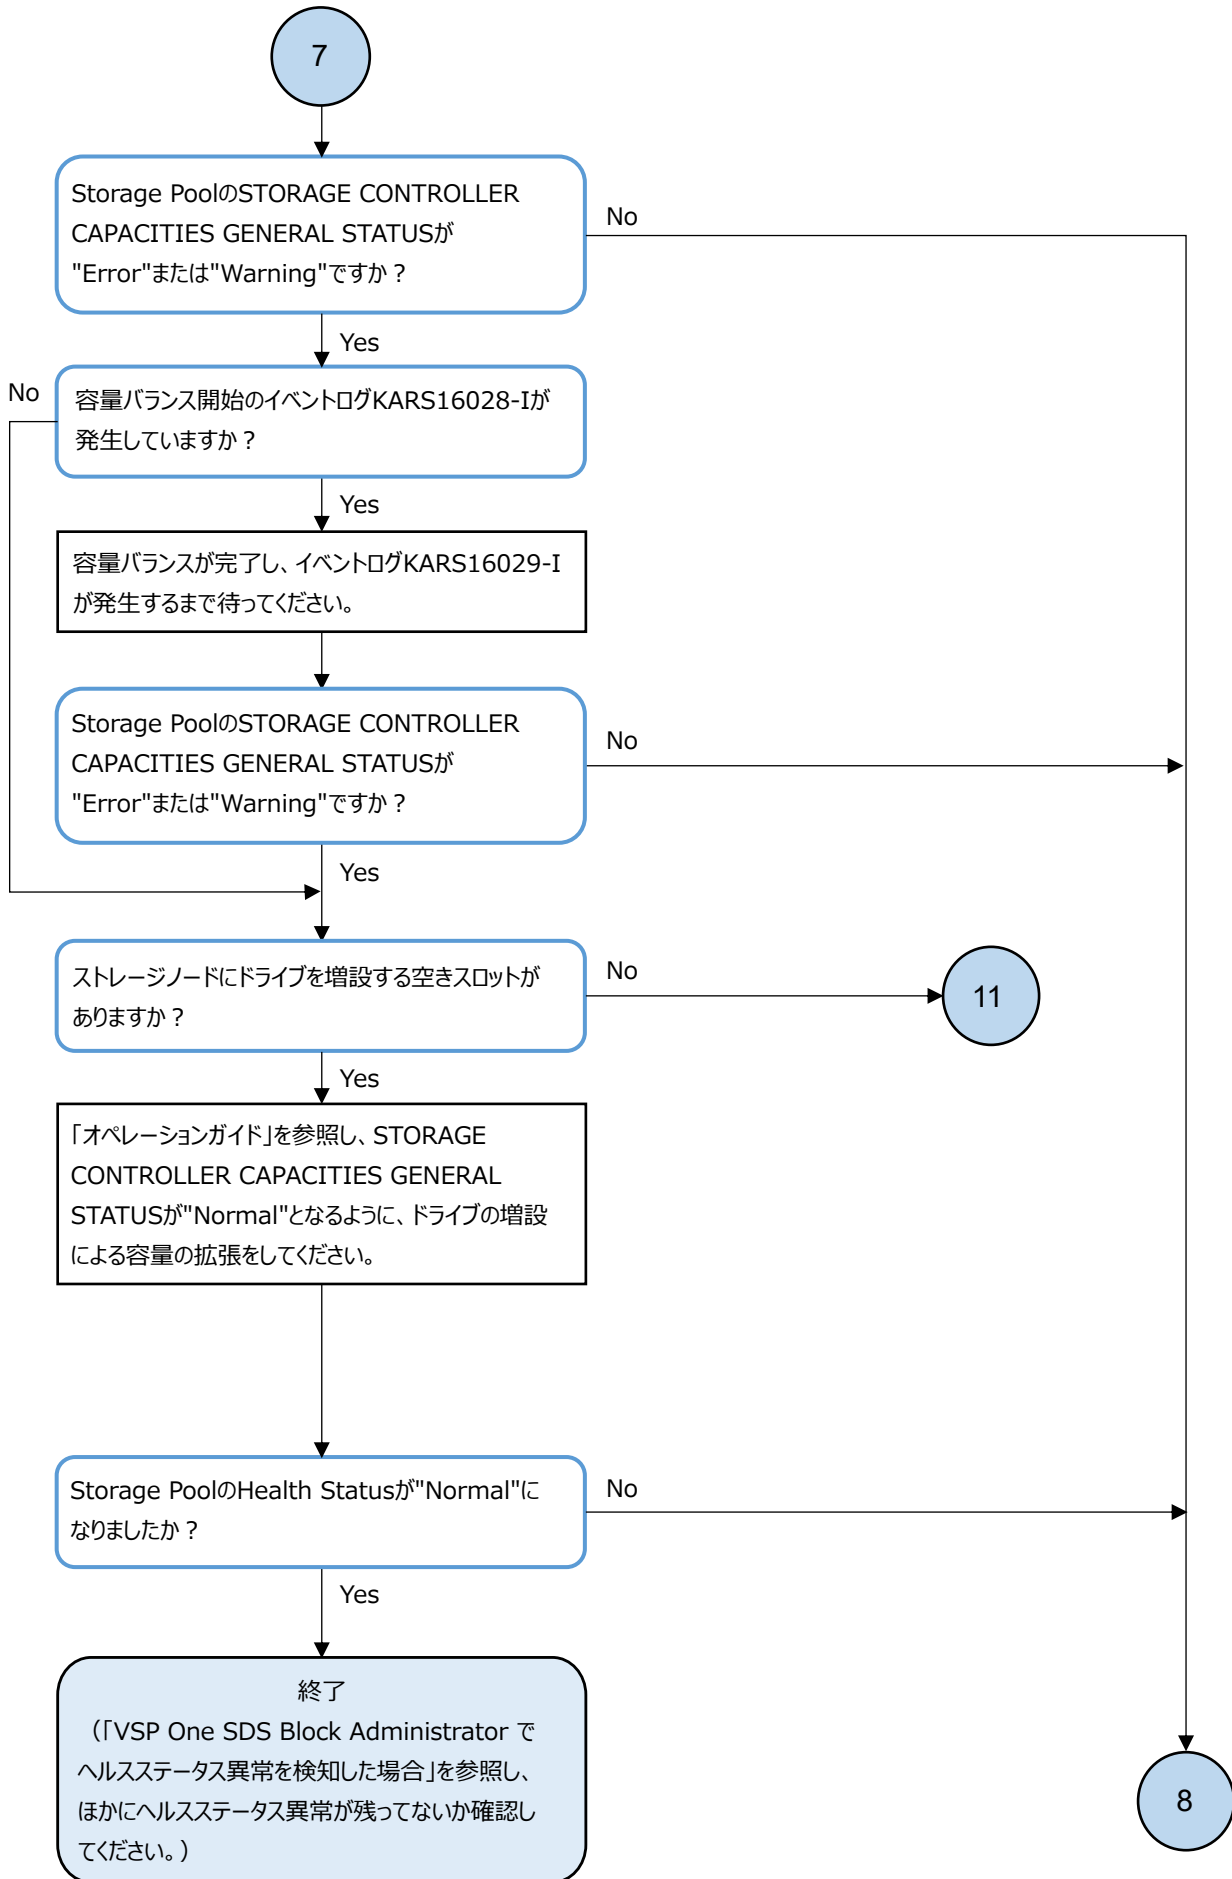 7
Storage PoolのSTORAGE CONTROLLER
CAPACITIES GENERAL STATUSが
"Error"または"Warning"ですか？
No
Yes
No
容量バランス開始のイベントログKARS16028-Iが
発生していますか？
Yes
容量バランスが完了し、イベントログKARS16029-I
が発生するまで待ってください。
Storage PoolのSTORAGE CONTROLLER
CAPACITIES GENERAL STATUSが
"Error"または"Warning"ですか？
No
Yes
ストレージノードにドライブを増設する空きスロットが
ありますか？
No
11
Yes
「オペレーションガイド」を参照し、STORAGE
CONTROLLER CAPACITIES GENERAL
STATUSが"Normal"となるように、ドライブの増設
による容量の拡張をしてください。
Storage PoolのHealth Statusが"Normal"に
なりましたか？
No
Yes
終了
（「VSP One SDS Block Administrator で
ヘルスステータス異常を検知した場合」を参照し、
ほかにヘルスステータス異常が残ってないか確認し
てください。）
8